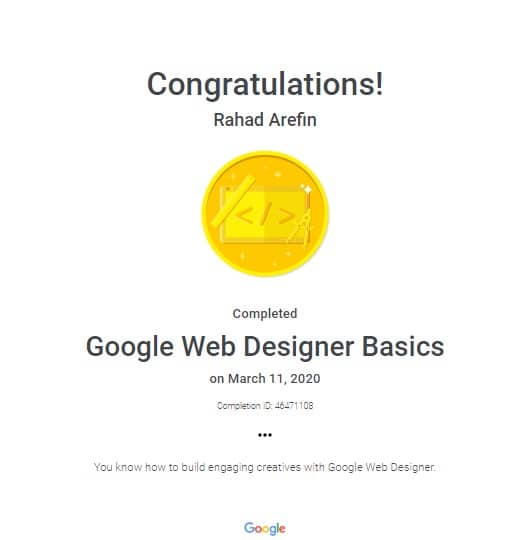 Congratulations!
Rahad Arefin
</>
Completed
Google Web Designer Basics
on March 11, 2020
Completion ID: 46471108
•••
You know how to build engaging creatives with Google Web Designer.
Google